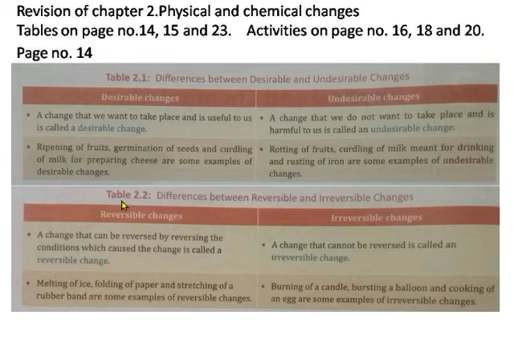 Revision of chapter 2.Physical and chemical changes
Tables on page no.14, 15 and 23. Activities on page no. 16, 18 and 20.
Page no. 14
Table 2.1: Differences between Desirable and Undesirable Changes
Desirable changes
Undesirable changes
• A change that we want to take place and is useful to us
is called a desirable change.
• A change that we do not want to take place and is
harmful to us is called an undesirable change.
• Ripening of fruits, germination of seeds and curdling
of milk for preparing cheese are some examples of
desirable changes.
• Rotting of fruits, curdling of milk meant for drinking
and rusting of iron are some examples of undesirable
changes.
Table 2.2: Differences between Reversible and Irreversible Changes
Reversible changes
Irreversible changes
• A change that can be reversed by reversing the
conditions which caused the change is called a
reversible change.
• A change that cannot be reversed is called an
irreversible change.
• Melting of ice, folding of paper and stretching of a
rubber band are some examples of reversible changes.
• Burning of a candle, bursting a balloon and cooking of
an egg are some examples of irreversible changes.